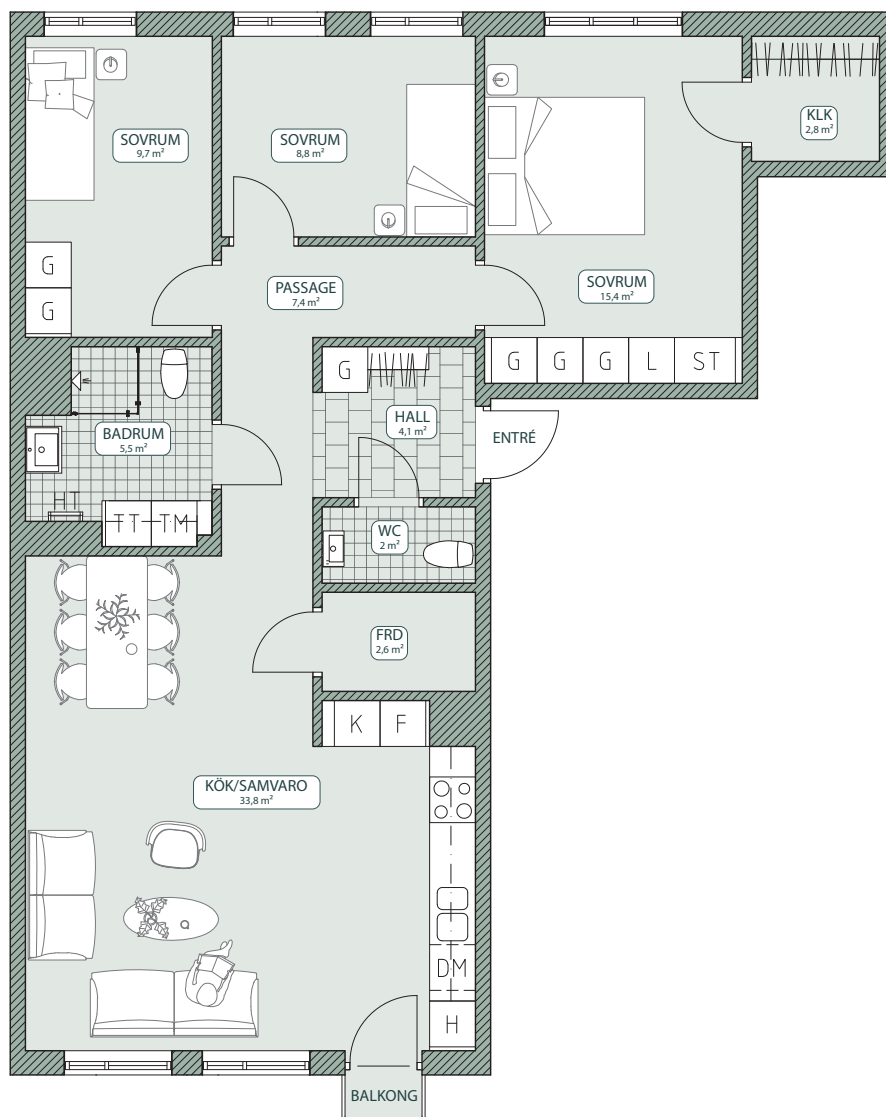 SOVRUM
9,7 m²
SOVRUM
8,8 m²
KLK
2,8 m²
G
G
PASSAGE
7,4 m²
SOVRUM
15,4 m²
G
G G G L ST
HALL
4,1 m²
BADRUM
5,5 m²
ENTRÉ
HT
TT TM
WC
2 m²
FRD
2,6 m²
K F
KÖK/SAMVARO
33,8 m²
DM
H
BALKONG